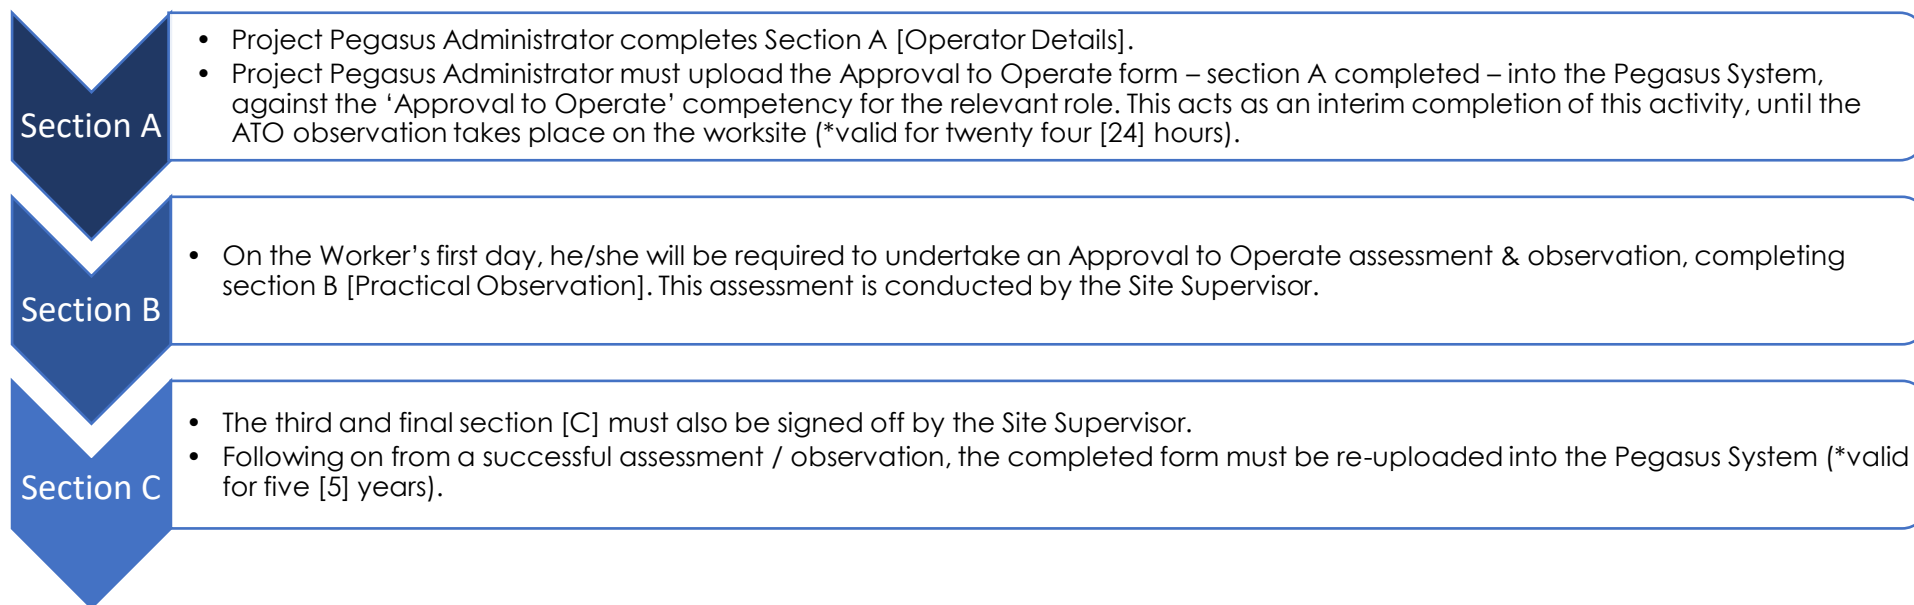 Section A
• Project Pegasus Administrator completes Section A [Operator Details].
• Project Pegasus Administrator must upload the Approval to Operate form – section A completed – into the Pegasus System,
against the ‘Approval to Operate’ competency for the relevant role. This acts as an interim completion of this activity, until the
ATO observation takes place on the worksite (*valid for twenty four [24] hours).
Section B
• On the Worker’s first day, he/she will be required to undertake an Approval to Operate assessment & observation, completing
section B [Practical Observation]. This assessment is conducted by the Site Supervisor.
Section C
• The third and final section [C] must also be signed off by the Site Supervisor.
• Following on from a successful assessment / observation, the completed form must be re-uploaded into the Pegasus System (*valid
for five [5] years).